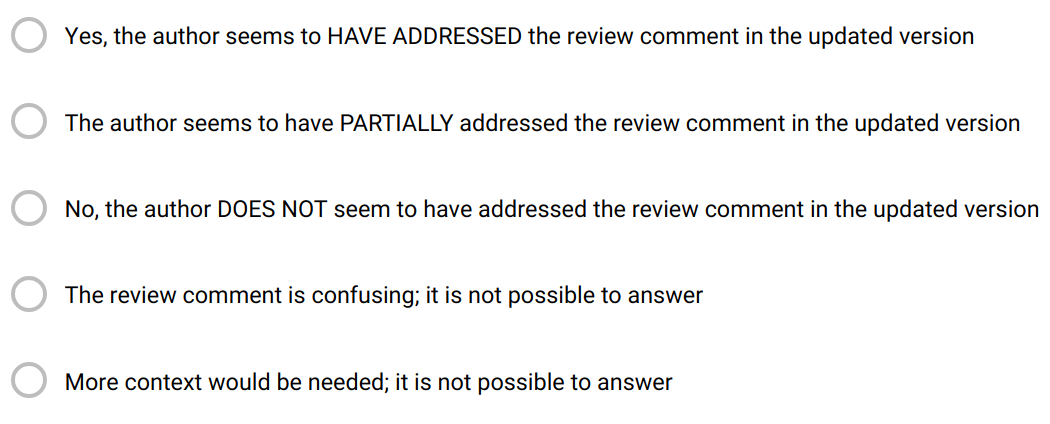 Yes, the author seems to HAVE ADDRESSED the review comment in the updated version
The author seems to have PARTIALLY addressed the review comment in the updated version
No, the author DOES NOT seem to have addressed the review comment in the updated version
The review comment is confusing; it is not possible to answer
More context would be needed; it is not possible to answer